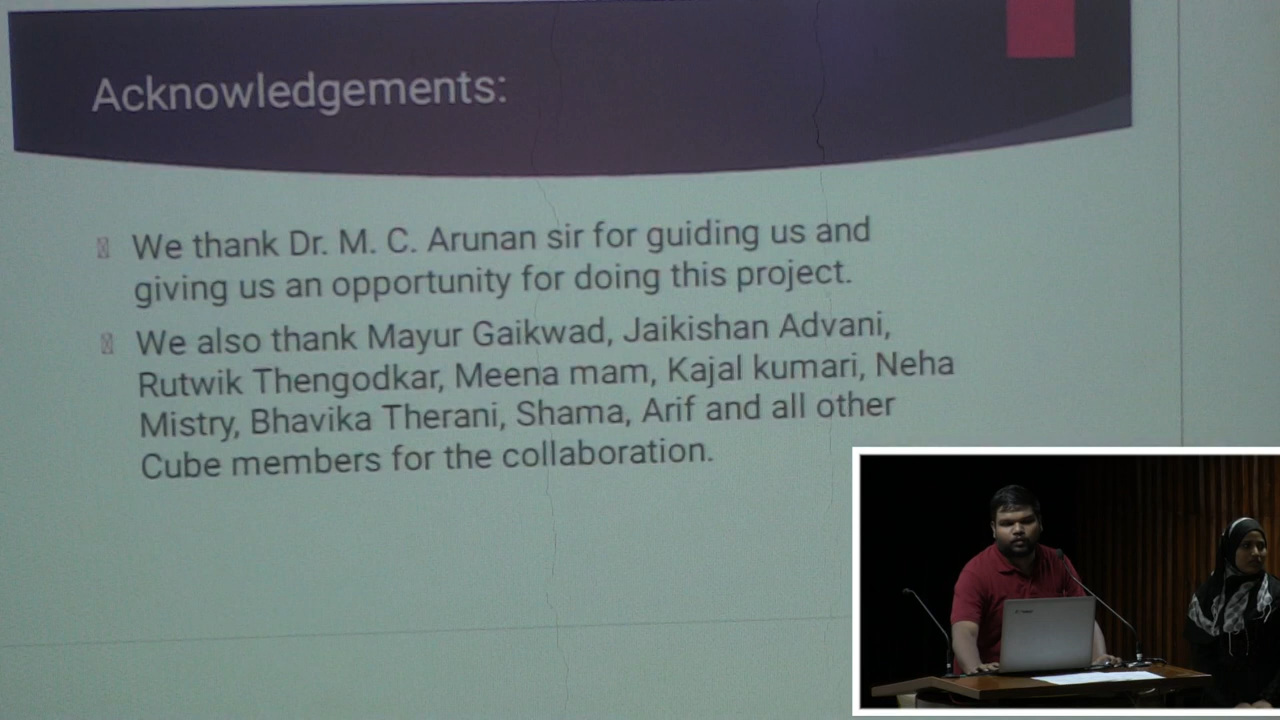 Acknowledgements:
We thank Dr. M. C. Arunan sir for guiding us and
giving us an opportunity for doing this project.
We also thank Mayur Gaikwad, Jaikishan Advani,
Rutwik Thengodkar, Meena mam, Kajal kumari, Neha
Mistry, Bhavika Therani, Shama, Arif and all other
Cube members for the collaboration.